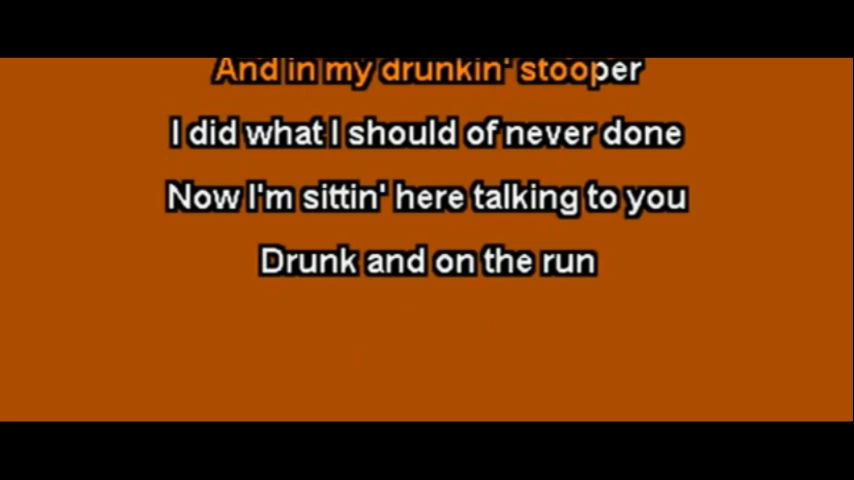 And in my drunkin' stooper
I did what I should of never done
Now I'm sittin' here talking to you
Drunk and on the run